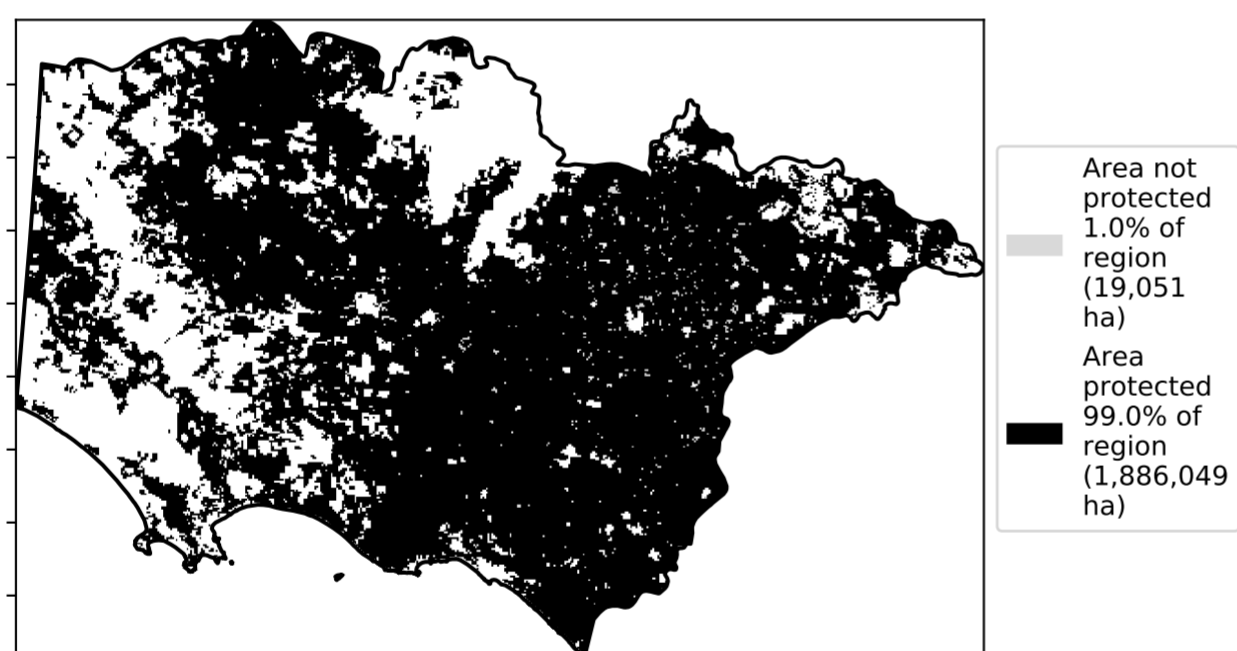 Area not
protected
1.0% of
region
(19,051
ha)
Area
protected
99.0% of
region
(1,886,049
ha)